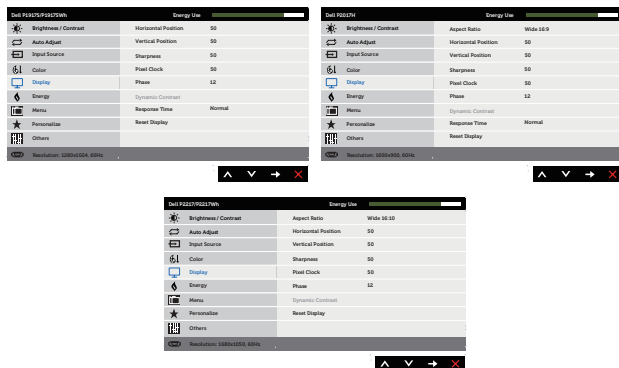 Dell P1917S/P1917SWh Energy Use
Brightness / Contrast Horizontal Position 50
Auto Adjust Vertical Position 50
Input Source Sharpness 50
Color Pixel Clock 50
Display Phase 12
Energy Dynamic Contrast
Menu Response Time Normal
Personalize Reset Display
Others
Resolution: 1280x1024, 60Hz
Dell P2017H
Brightness / Contrast Aspect Ratio Wide 16:9
Auto Adjust Horizontal Position 50
Input Source Vertical Position 50
Color Sharpness 50
Display Pixel Clock 50
Energy Phase 12
Menu Dynamic Contrast
Personalize Response Time Normal
Others Reset Display
Resolution: 1600x900, 60Hz
Dell P2217/P2217Wh Energy Use
Brightness / Contrast Aspect Ratio Wide 16:10
Auto Adjust Horizontal Position 50
Input Source Vertical Position 50
Color Sharpness 50
Display Pixel Clock 50
Energy Phase 12
Menu Dynamic Contrast
Personalize Reset Display
Others
Resolution: 1680x1050, 60Hz